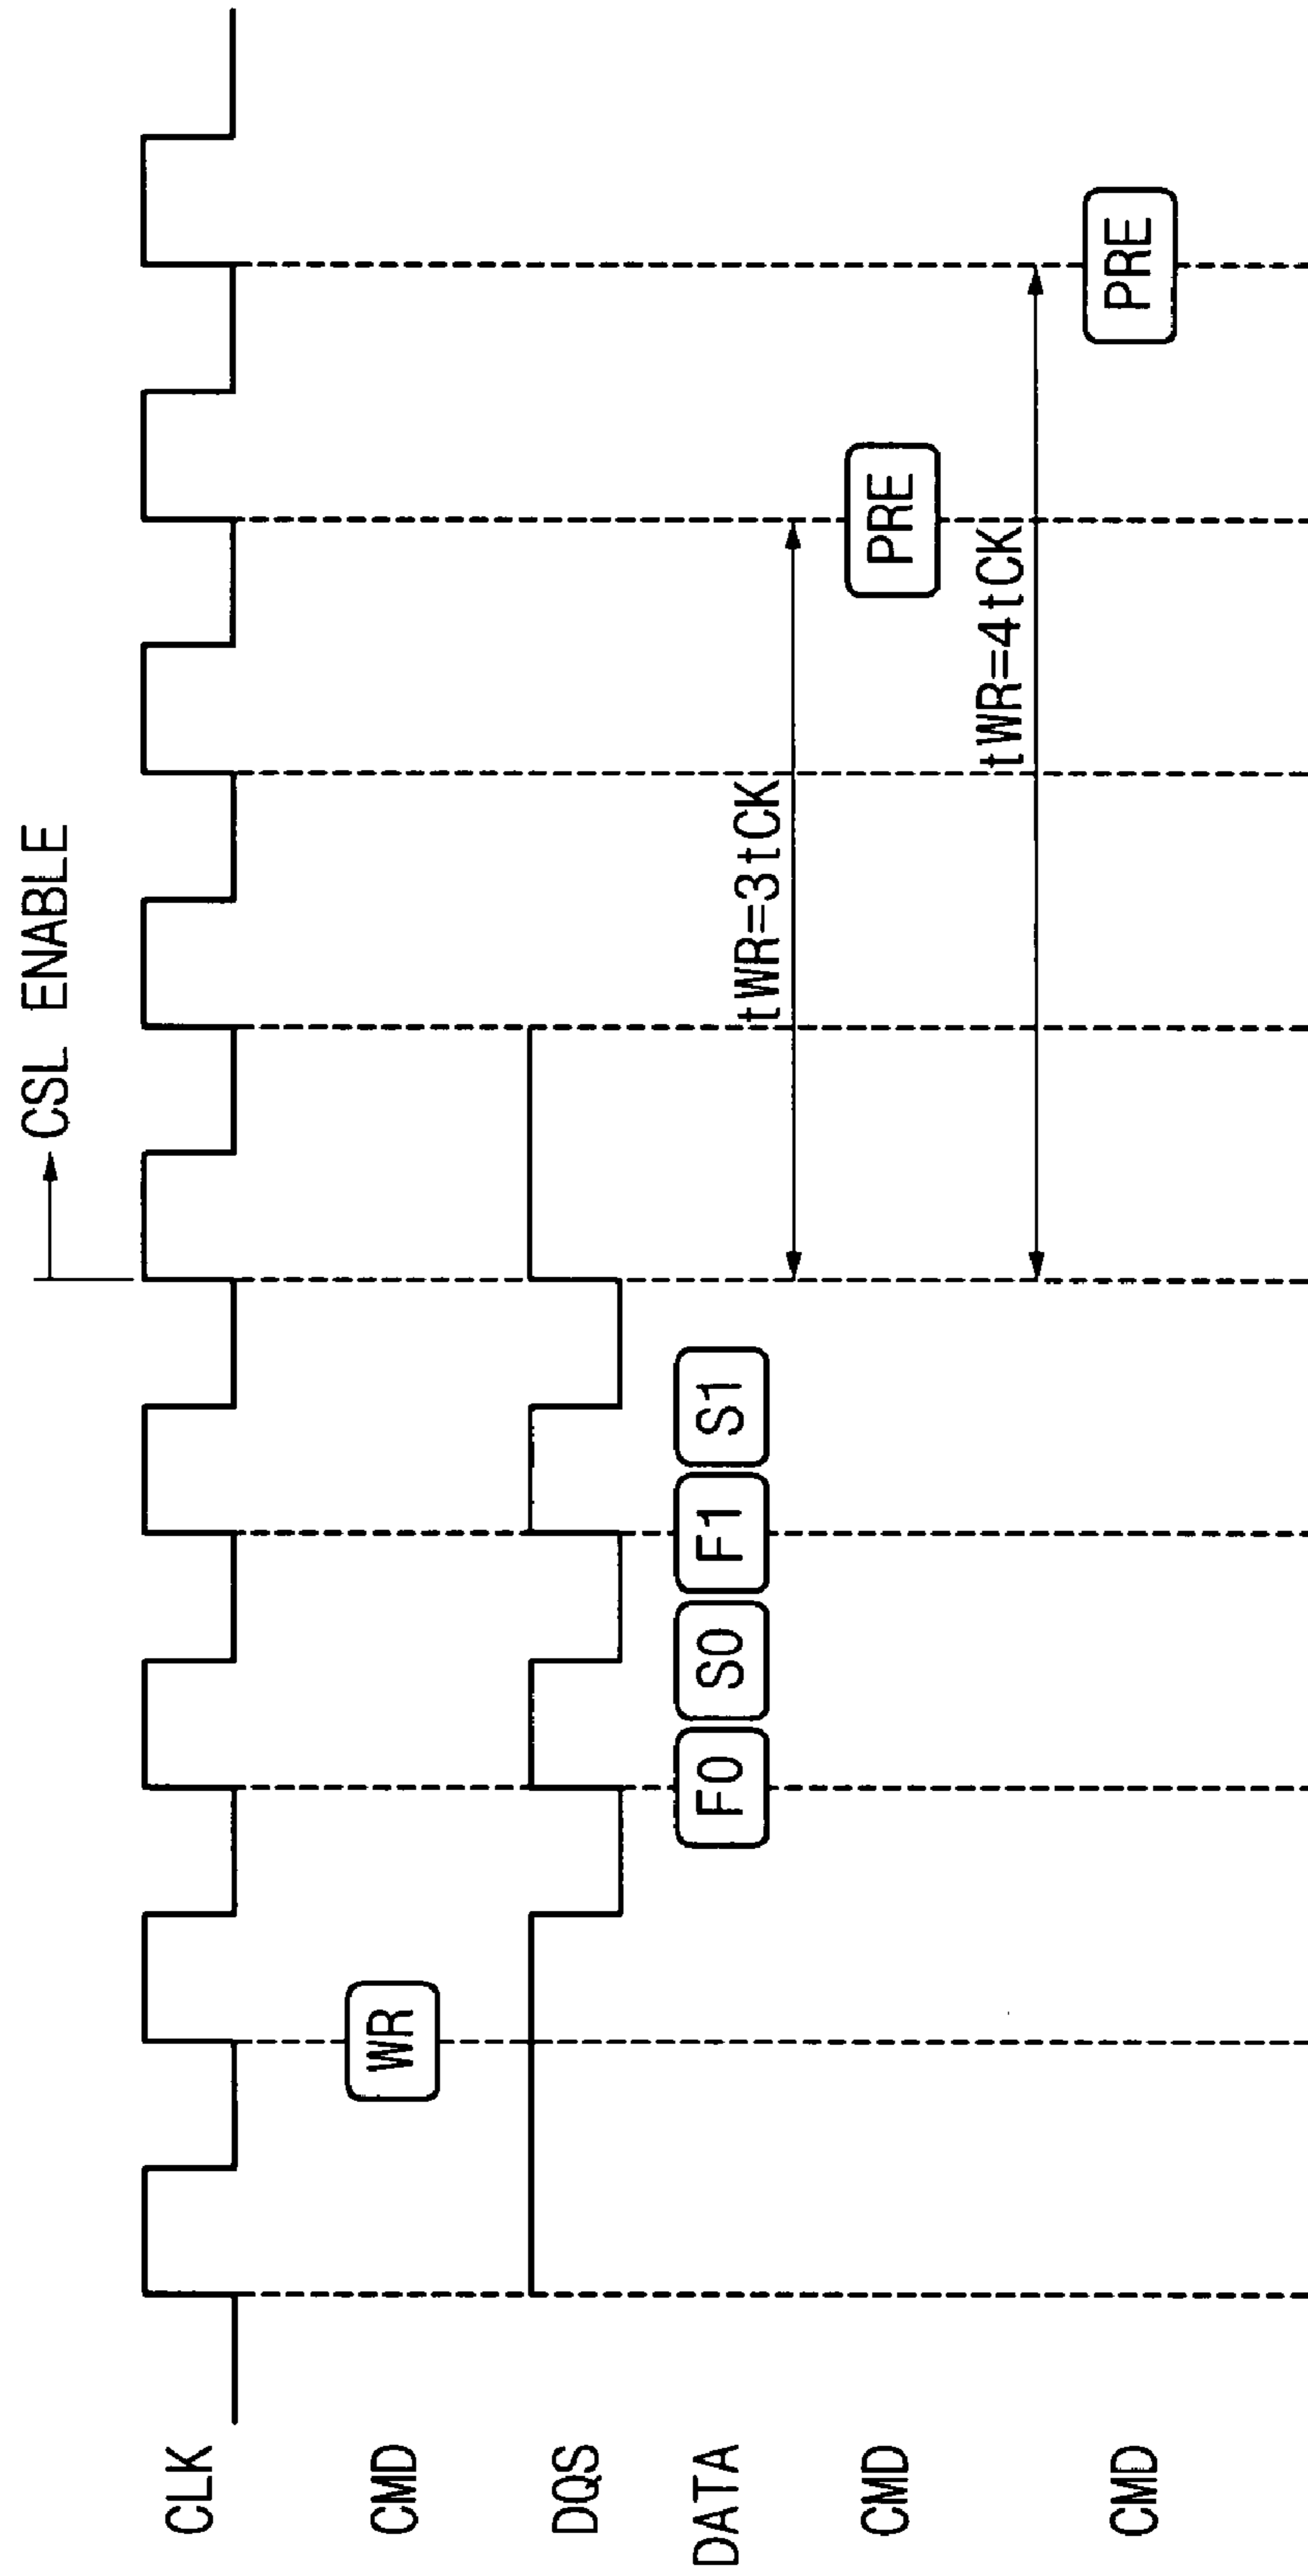 CSL ENABLE
CLK
CMD WR
DQS
DATA F0 S0 F1 S1
tWR=3tCK
CMD PRE
tWR=4tCK
CMD PRE